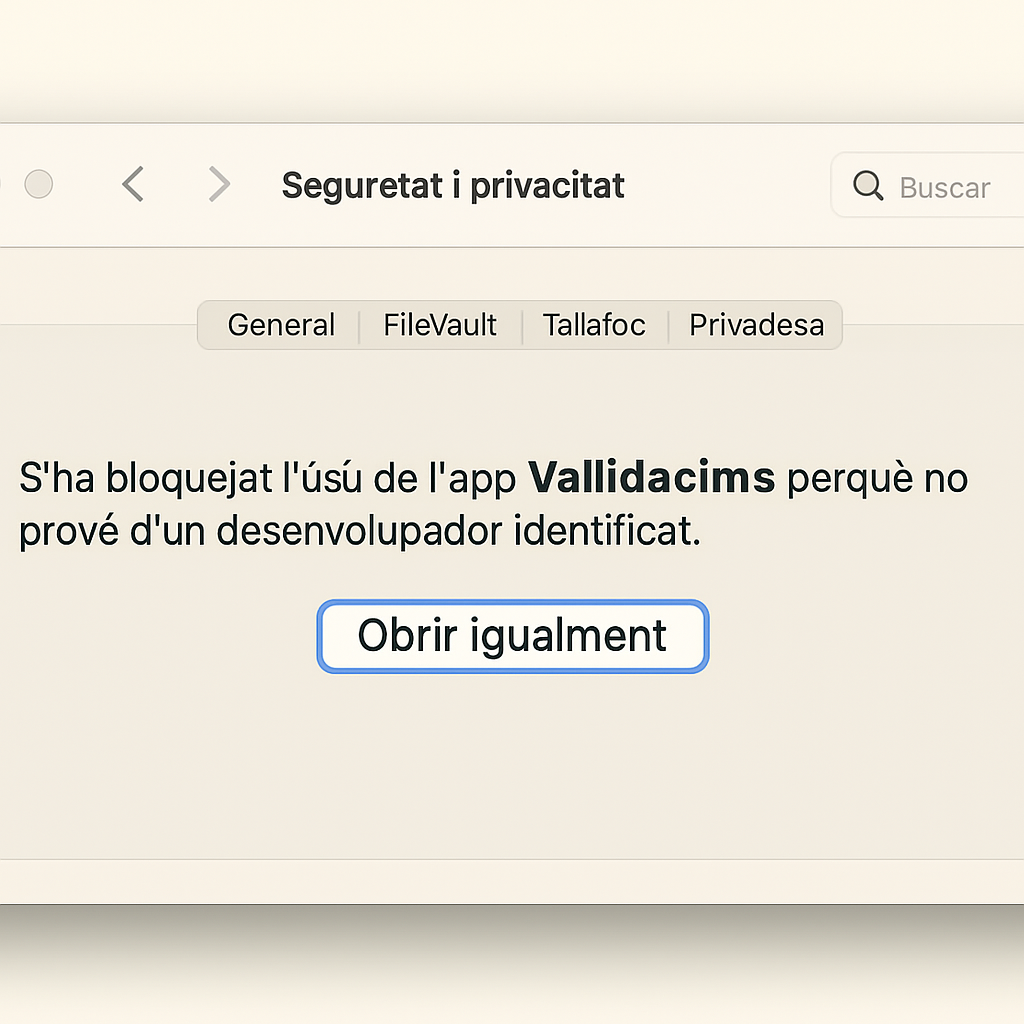 Seguretat i privacitat
Buscar
General FileVault Tallafoc Privadesa
S'ha bloquejat l'úsú de l'app Vallidacims perquè no
prové d'un desenvolupador identificat.
Obrir igualment